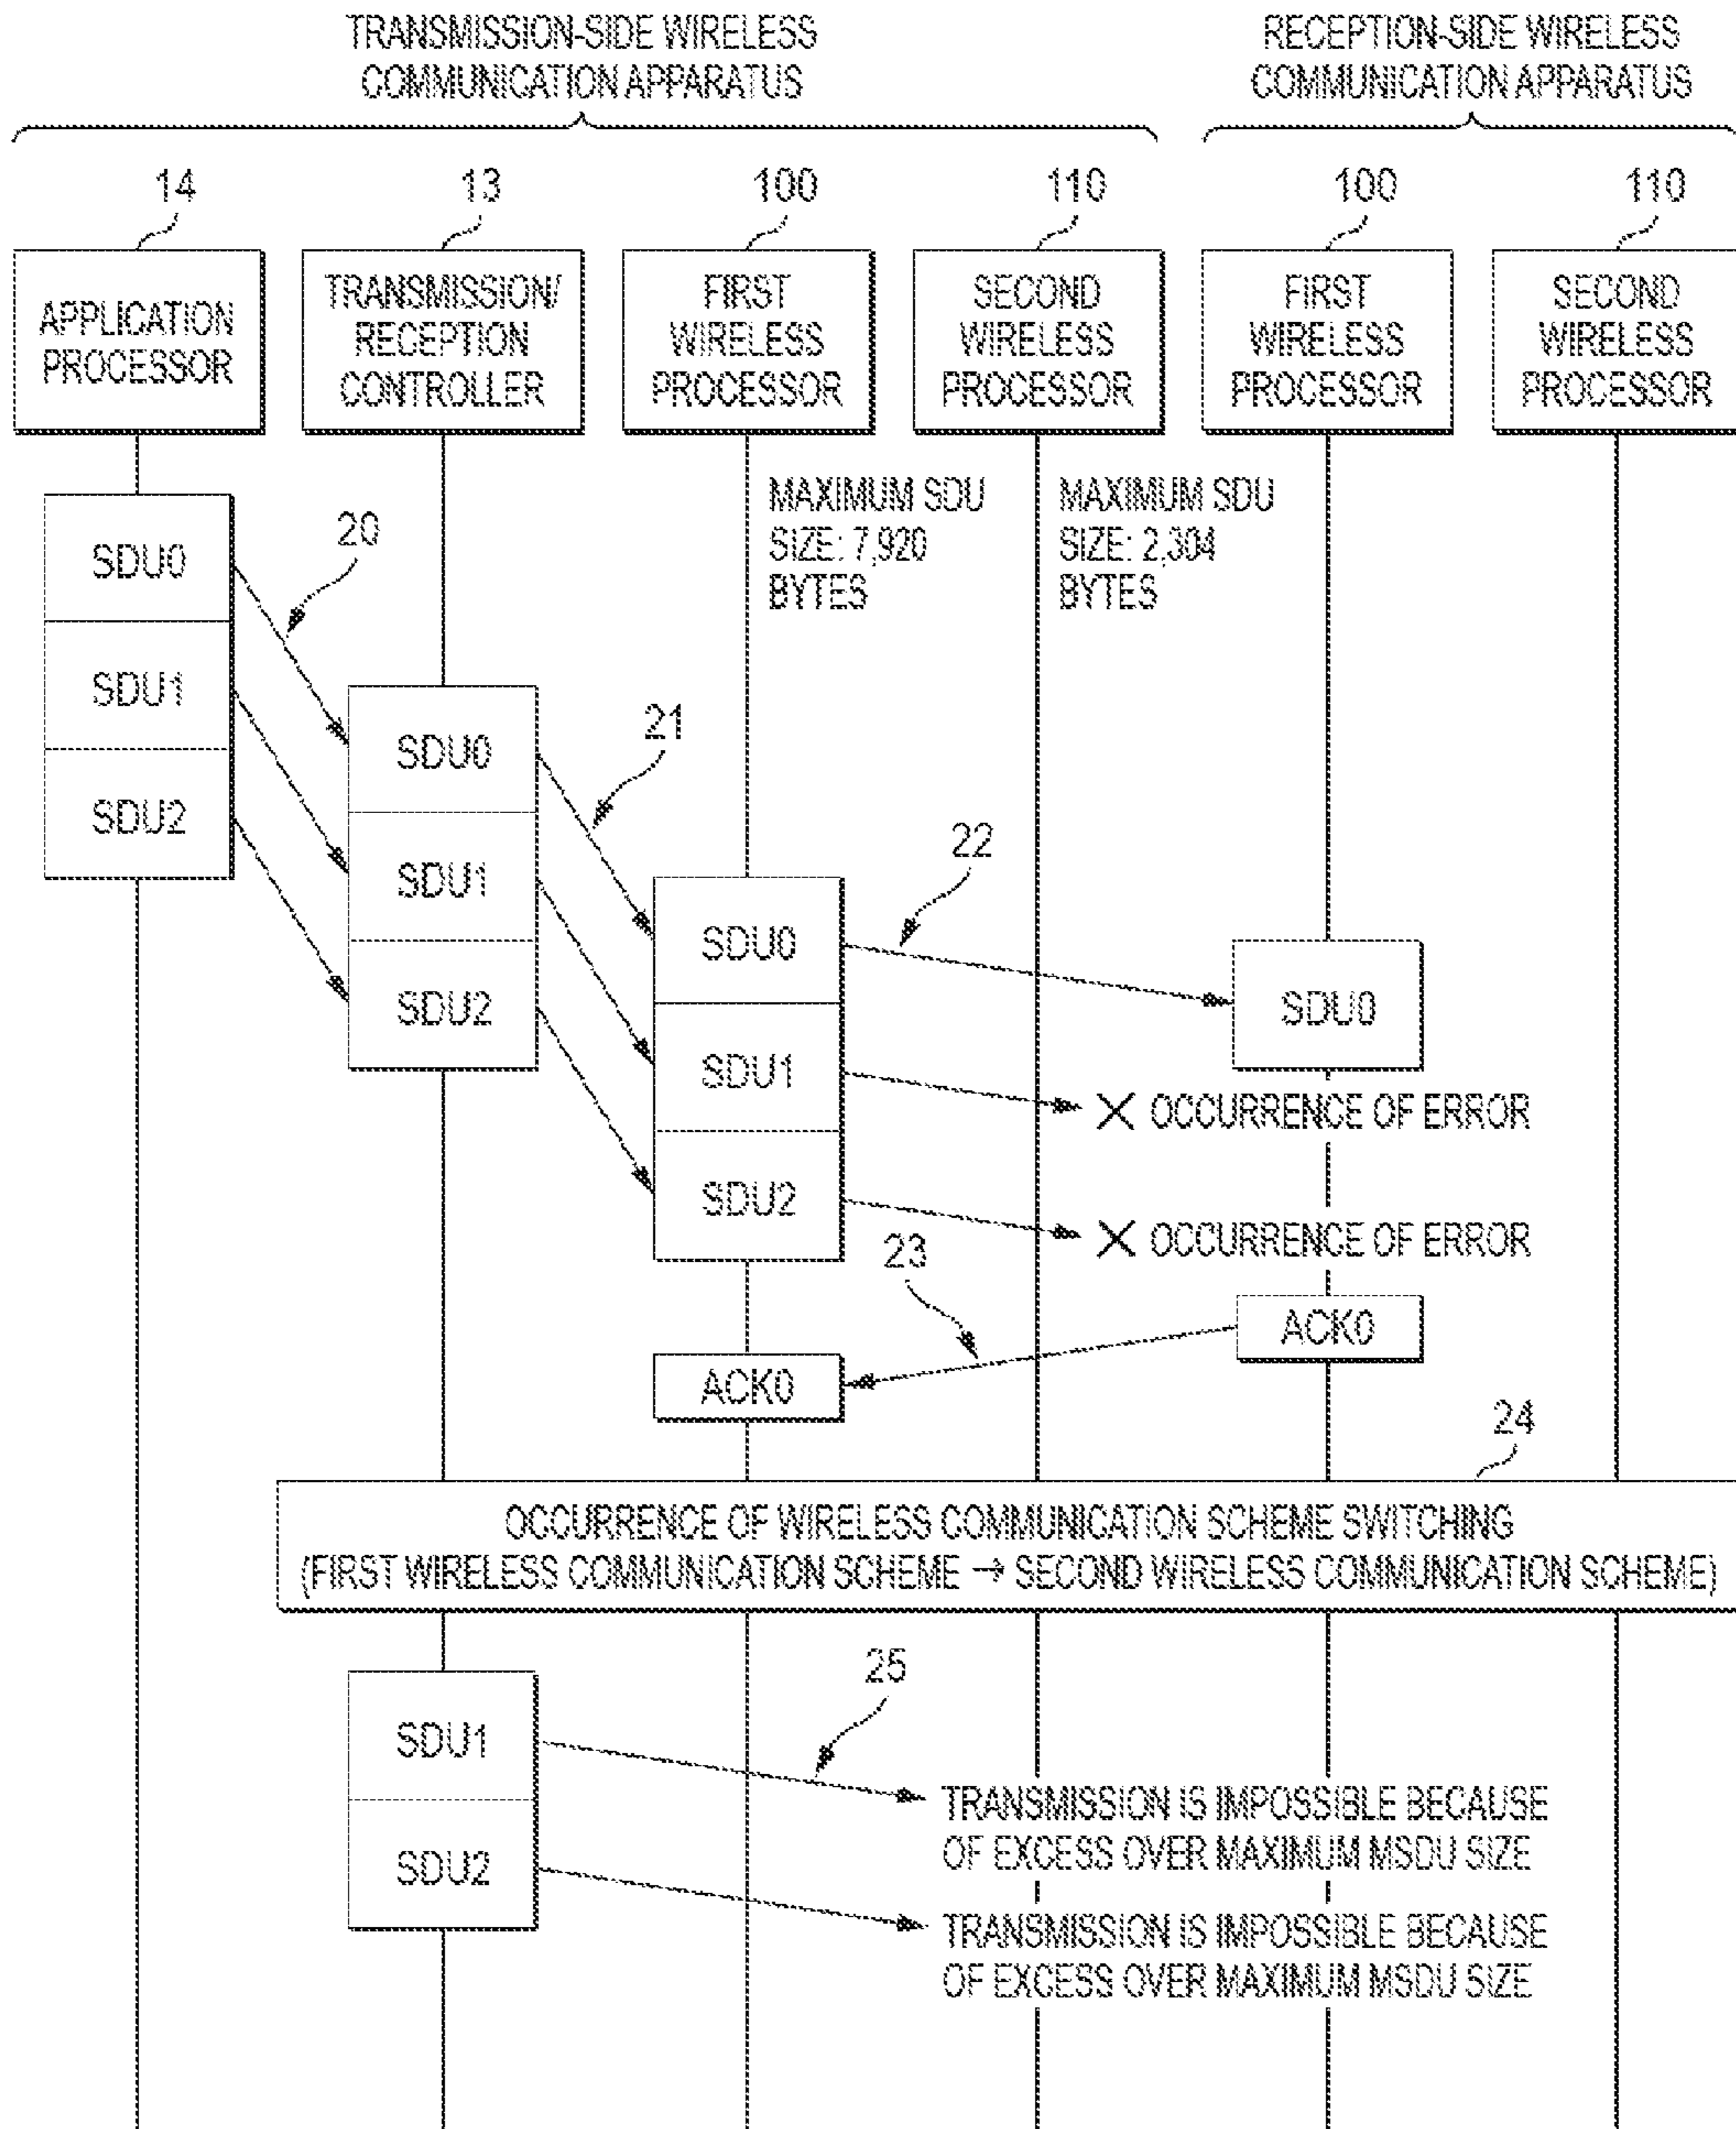 TRANSMISSION-SIDE WIRELESS
COMMUNICATION APPARATUS
RECEPTION-SIDE WIRELESS
COMMUNICATION APPARATUS
14
13
100
110
100
110
APPLICATION
PROCESSOR
TRANSMISSION/
RECEPTION
CONTROLLER
FIRST
WIRELESS
PROCESSOR
SECOND
WIRELESS
PROCESSOR
FIRST
WIRELESS
PROCESSOR
SECOND
WIRELESS
PROCESSOR
MAXIMUM SDU
SIZE: 7,920
BYTES
MAXIMUM SDU
SIZE: 2,304
BYTES
SDU0
SDU1
SDU2
20
SDU0
SDU1
SDU2
21
SDU0
SDU1
SDU2
22
SDU0
OCCURRENCE OF ERROR
OCCURRENCE OF ERROR
23
ACK0
ACK0
24
OCCURRENCE OF WIRELESS COMMUNICATION SCHEME SWITCHING
(FIRST WIRELESS COMMUNICATION SCHEME → SECOND WIRELESS COMMUNICATION SCHEME)
SDU1
SDU2
25
TRANSMISSION IS IMPOSSIBLE BECAUSE
OF EXCESS OVER MAXIMUM MSDU SIZE
TRANSMISSION IS IMPOSSIBLE BECAUSE
OF EXCESS OVER MAXIMUM MSDU SIZE